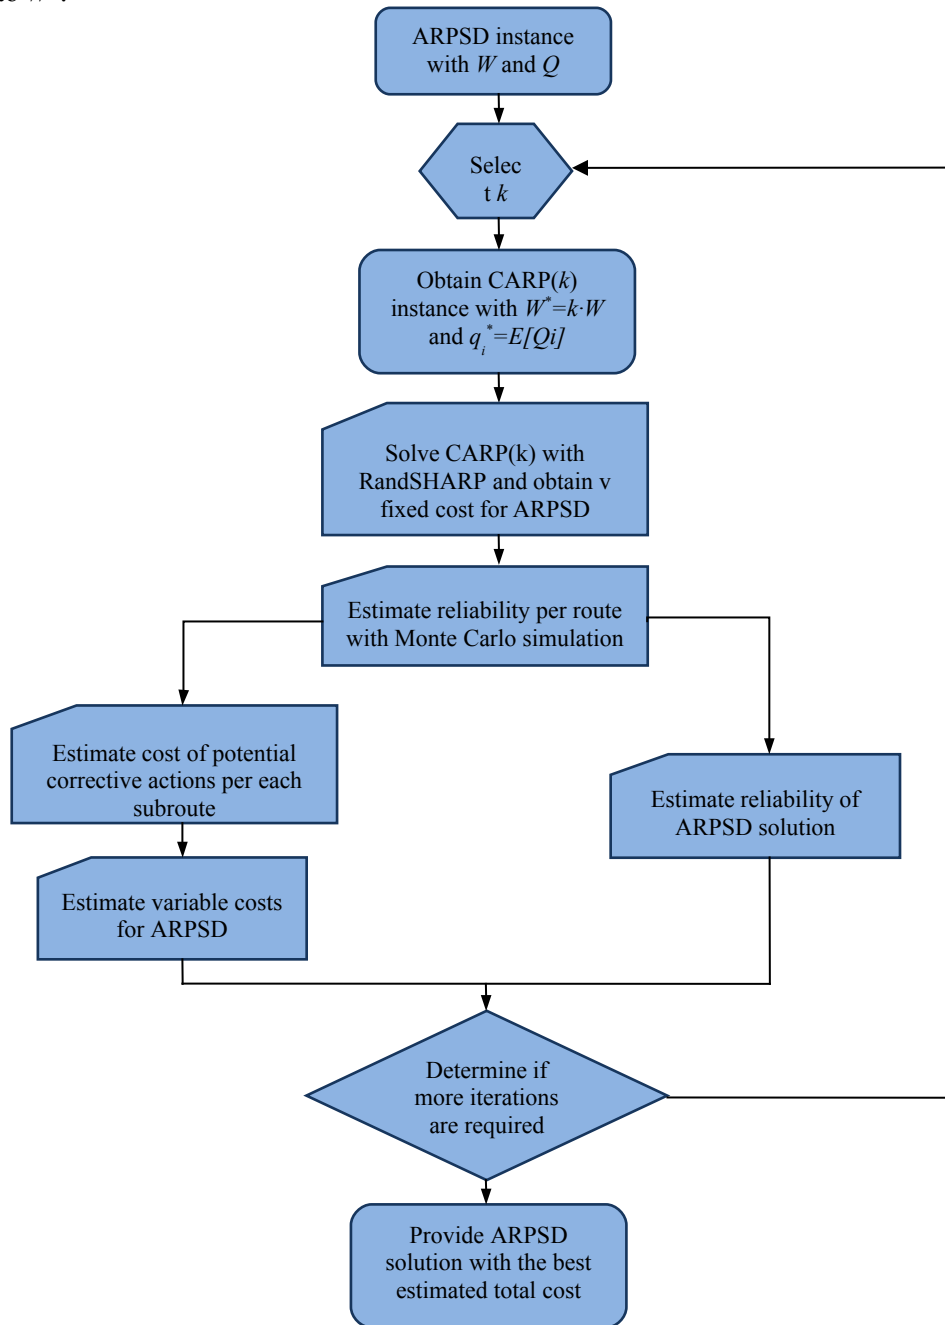 ARPSD instance
with W and Q
Selec
t k
Obtain CARP(k)
instance with W*=k·W
and qi*=E[Qi]
Solve CARP(k) with
RandSHARP and obtain v
fixed cost for ARPSD
Estimate reliability per route
with Monte Carlo simulation
Estimate cost of potential
corrective actions per each
subroute
Estimate reliability of
ARPSD solution
Estimate variable costs
for ARPSD
Determine if
more iterations
are required
Provide ARPSD
solution with the best
estimated total cost